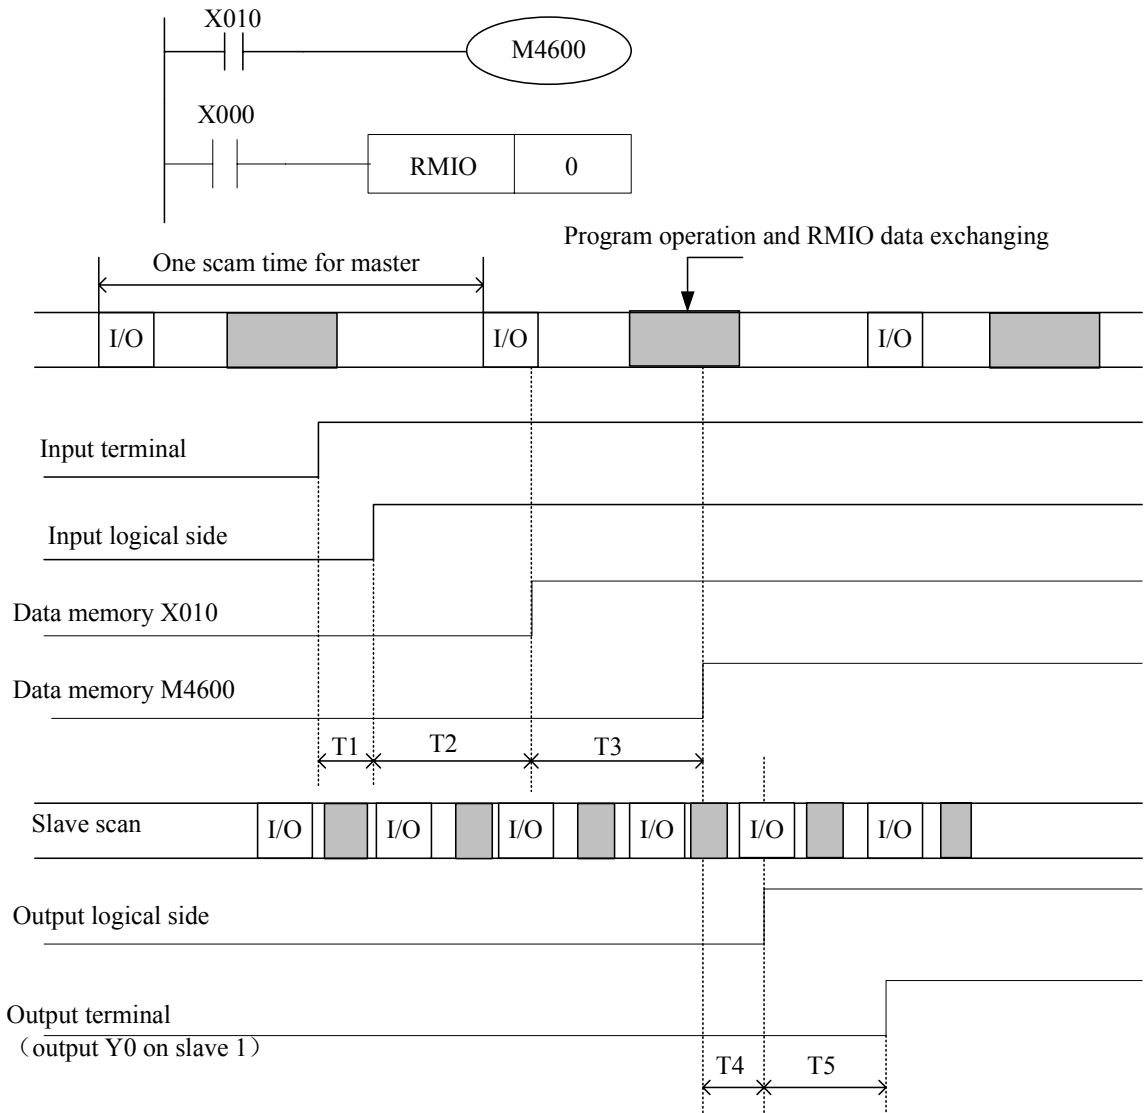 X010
M4600
X000
RMIO
0
Program operation and RMIO data exchanging
One scam time for master
I/O
I/O
I/O
Input terminal
Input logical side
Data memory X010
Data memory M4600
T1
T2
T3
Slave scan
I/O
I/O
I/O
I/O
I/O
I/O
Output logical side
Output terminal
（output Y0 on slave 1）
T4
T5